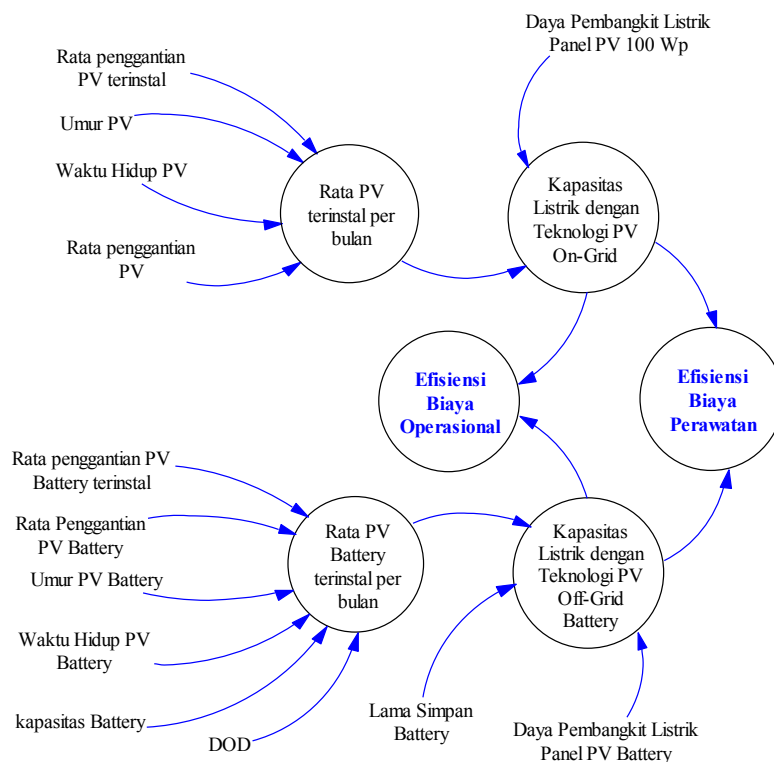 Daya Pembangkit Listrik
Panel PV 100 Wp
Rata penggantian
PV terinstal
Umur PV
Waktu Hidup PV
Rata penggantian
PV
Rata PV
terinstal per
bulan
Kapasitas
Listrik dengan
Teknologi PV
On-Grid
Efisiensi
Biaya
Operasional
Efisiensi
Biaya
Perawatan
Rata penggantian PV
Battery terinstal
Rata Penggantian
PV Battery
Umur PV Battery
Waktu Hidup PV
Battery
kapasitas Battery
DOD
Rata PV
Battery
terinstal per
bulan
Kapasitas
Listrik dengan
Teknologi PV
Off-Grid
Battery
Lama Simpan
Battery
Daya Pembangkit Listrik
Panel PV Battery